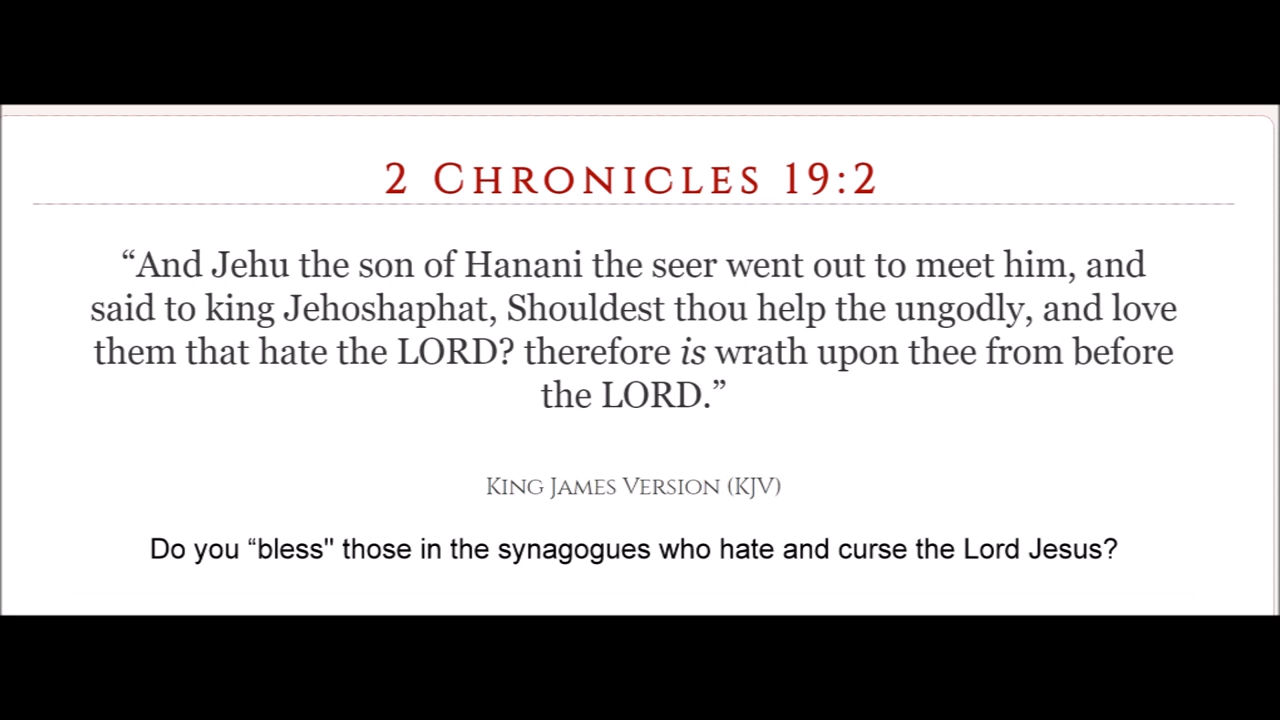 2 Chronicles 19:2
“And Jehu the son of Hanani the seer went out to meet him, and
said to king Jehoshaphat, Shouldest thou help the ungodly, and love
them that hate the LORD? therefore is wrath upon thee from before
the LORD.”
King James Version (KJV)
Do you “bless" those in the synagogues who hate and curse the Lord Jesus?